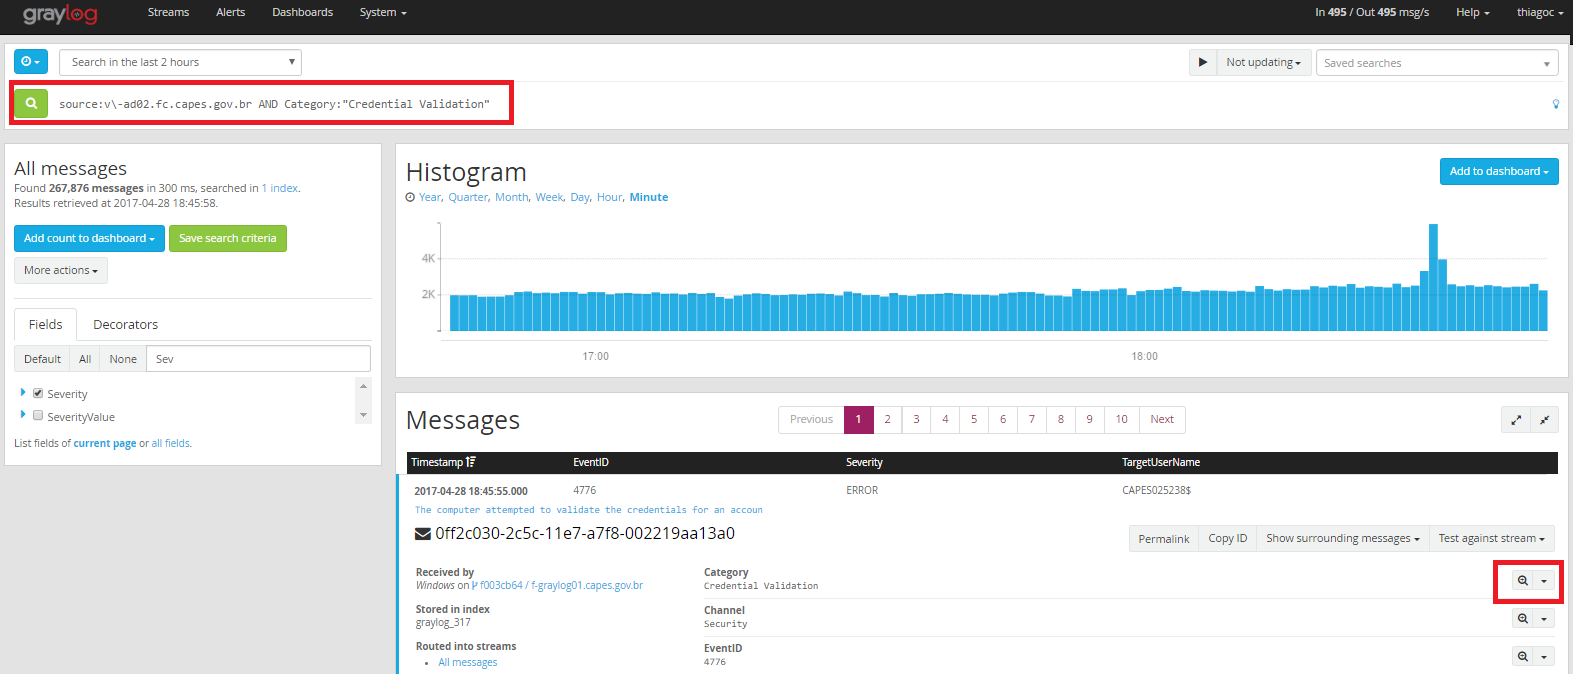 graylog Streams Alerts Dashboards System In 495 / Out 495 msg/s Help thiagoc
Search in the last 2 hours Not updating Saved searches
source:v\-ad02.fc.capes.gov.br AND Category:"Credential Validation"
All messages
Found 267,876 messages in 300 ms, searched in 1 index.
Results retrieved at 2017-04-28 18:45:58.
Add count to dashboard Save search criteria
More actions
Fields Decorators
Default All None Sev
Severity
SeverityValue
List fields of current page or all fields.
Histogram
Add to dashboard
Year, Quarter, Month, Week, Day, Hour, Minute
4K
2K
17:00 18:00
Messages
Previous 1 2 3 4 5 6 7 8 9 10 Next
Timestamp EventID Severity TargetUserName
2017-04-28 18:45:55.000 4776 ERROR CAPES025238$
The computer attempted to validate the credentials for an accoun
0ff2c030-2c5c-11e7-a7f8-002219aa13a0
Permalink Copy ID Show surrounding messages Test against stream
Received by
Windows on f003cb64 / f-graylog01.capes.gov.br
Stored in index
graylog_317
Routed into streams
All messages
Category
Credential Validation
Channel
Security
EventID
4776